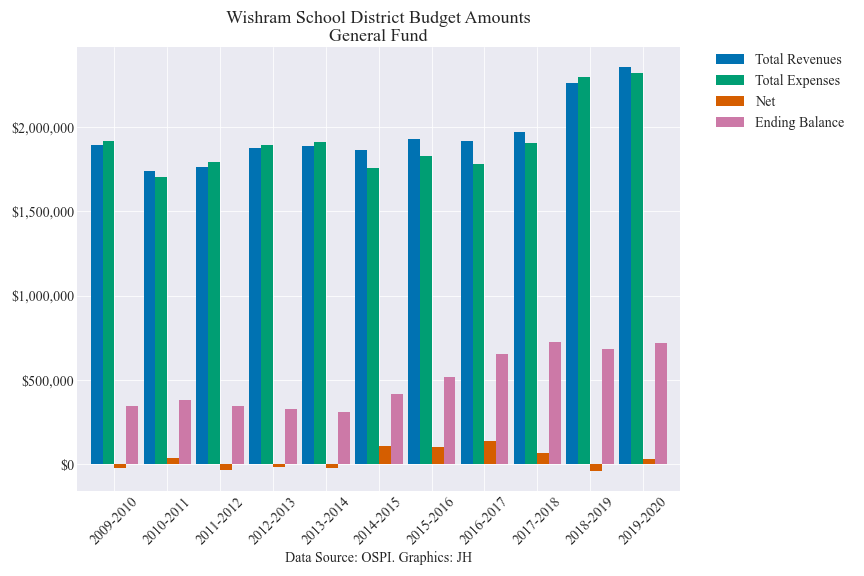 Wishram School District Budget Amounts
General Fund
Total Revenues
Total Expenses
Net
Ending Balance
$2,000,000
$1,500,000
$1,000,000
$500,000
$0
2009-2010
2010-2011
2011-2012
2012-2013
2013-2014
2014-2015
2015-2016
2016-2017
2017-2018
2018-2019
2019-2020
Data Source: OSPI. Graphics: JH